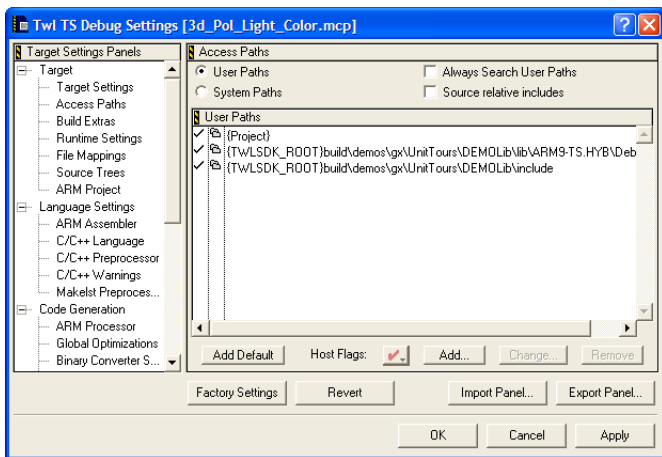 Twl TS Debug Settings [3d_Pol_Light_Color.mcp]
Target Settings Panels
Target
Target Settings
Access Paths
Build Extras
Runtime Settings
File Mappings
Source Trees
ARM Project
Language Settings
ARM Assembler
C/C++ Language
C/C++ Preprocessor
C/C++ Warnings
Makelst Preproces...
Code Generation
ARM Processor
Global Optimizations
Binary Converter S...
Access Paths
User Paths
Always Search User Paths
System Paths
Source relative includes
User Paths
{Project}
{TWLSDK_ROOT}build\demos\gx\UnitTours\DEMOLib\lib\ARM9-TS.HYB\Deb
{TWLSDK_ROOT}build\demos\gx\UnitTours\DEMOLib\include
Add Default
Host Flags:
Add...
Change...
Remove
Factory Settings
Revert
Import Panel...
Export Panel...
OK
Cancel
Apply